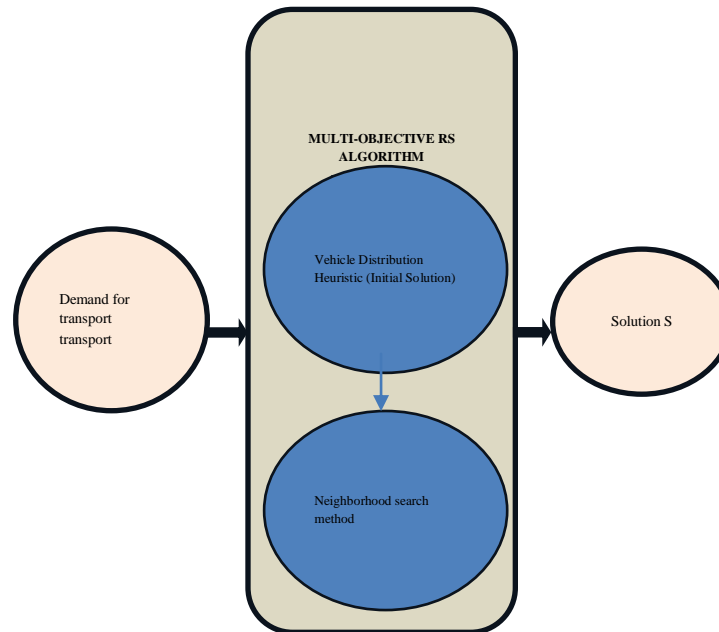 MULTI-OBJECTIVE RS
ALGORITHM
Vehicle Distribution
Heuristic (Initial Solution)
Demand for
transport
transport
Solution S
Neighborhood search
method